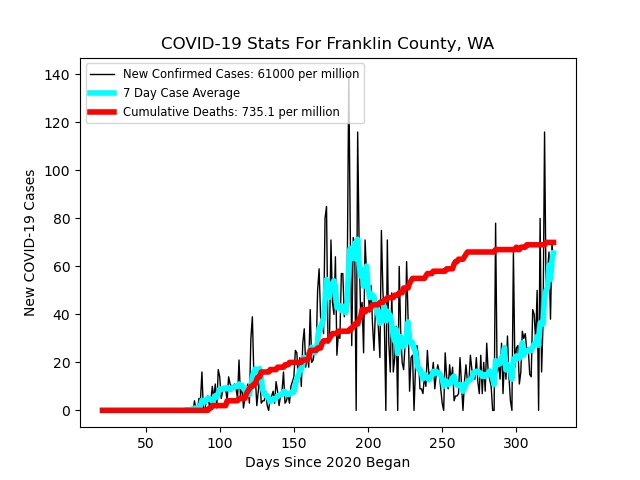 COVID-19 Stats For Franklin County, WA
New Confirmed Cases: 61000 per million
7 Day Case Average
Cumulative Deaths: 735.1 per million
New COVID-19 Cases
140
120
100
80
60
40
20
0
50
100
150
200
250
300
Days Since 2020 Began